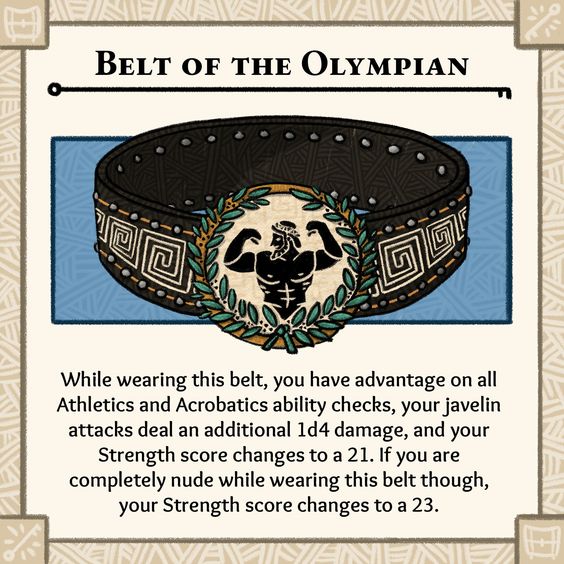 Belt of the Olympian
While wearing this belt, you have advantage on all
Athletics and Acrobatics ability checks, your javelin
attacks deal an additional 1d4 damage, and your
Strength score changes to a 21. If you are
completely nude while wearing this belt though,
your Strength score changes to a 23.